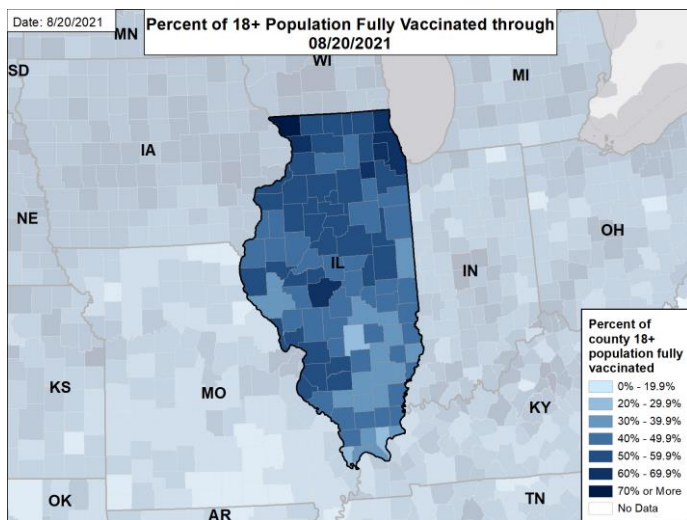 Date: 8/20/2021
Percent of 18+ Population Fully Vaccinated through
08/20/2021
MN
SD
WI
MI
IA
NE
IL
IN
OH
KS
MO
KY
OK
AR
TN
Percent of
county 18+
population fully
vaccinated
0% - 19.9%
20% - 29.9%
30% - 39.9%
40% - 49.9%
50% - 59.9%
60% - 69.9%
70% or More
No Data